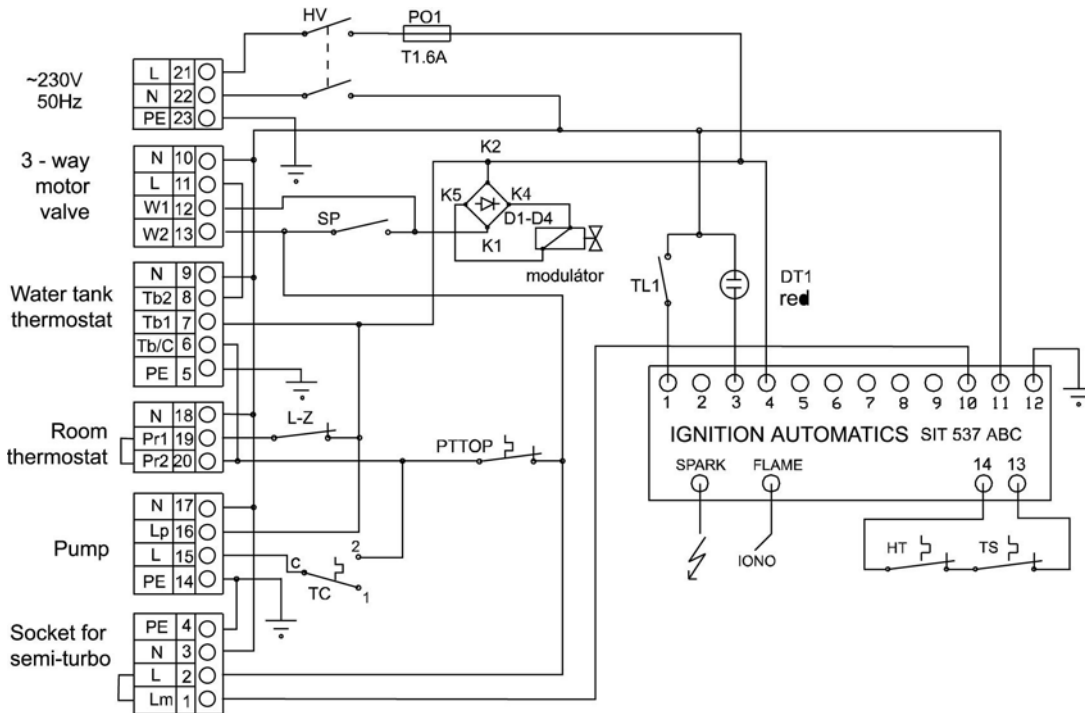 HV
PO1
T1.6A
~230V
50Hz
L 21
N 22
PE 23
3 - way
motor
valve
N 10
L 11
W1 12
W2 13
SP
K2
K5
K4
D1-D4
K1
modulátor
TL1
DT1
red
Water tank
thermostat
N 9
Tb2 8
Tb1 7
Tb/C 6
PE 5
Room
thermostat
N 18
Pr1 19
Pr2 20
L-Z
PTTOP
Pump
N 17
Lp 16
L 15
PE 14
2
C
TC
1
Socket for
semi-turbo
PE 4
N 3
L 2
Lm 1
1 2 3 4 5 6 7 8 9 10 11 12
IGNITION AUTOMATICS SIT 537 ABC
SPARK FLAME 14 13
IONO
HT TS